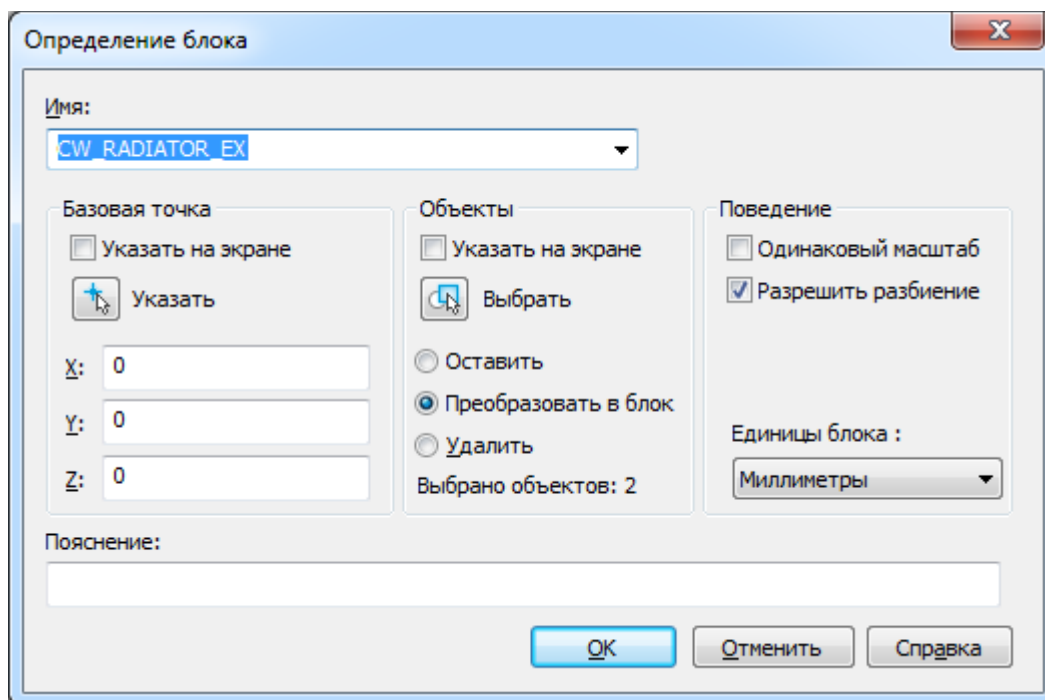 Определение блока
Имя:
CW_RADIATOR_EX
Базовая точка
Указать на экране
Указать
X: 0
Y: 0
Z: 0
Объекты
Указать на экране
Выбрать
Оставить
Преобразовать в блок
Удалить
Выбрано объектов: 2
Поведение
Одинаковый масштаб
Разрешить разбиение
Единицы блока :
Миллиметры
Пояснение:
OK
Отменить
Справка